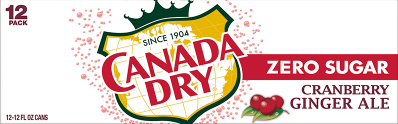 12
PACK
SINCE 1904
CANADA
DRY
ZERO SUGAR
CRANBERRY
GINGER ALE
12-12 FL OZ CANS